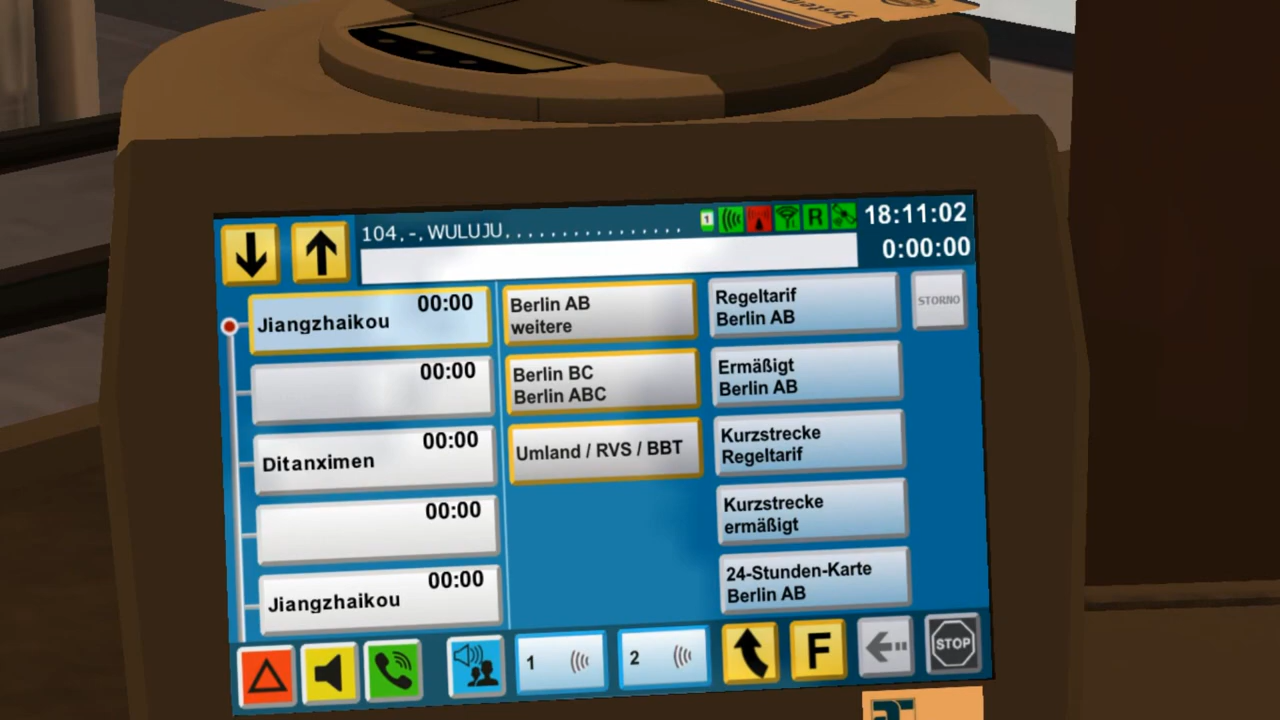 System
104.-.WULUJU................
1
R
18:11:02
0:00:00
Jiangzhaikou 00:00
00:00
Ditanximen 00:00
00:00
Jiangzhaikou 00:00
Berlin AB
weitere
Berlin BC
Berlin ABC
Umland / RVS / BBT
Regeltarif
Berlin AB
Ermäßigt
Berlin AB
Kurzstrecke
Regeltarif
Kurzstrecke
ermäßigt
24-Stunden-Karte
Berlin AB
STORNO
1
2
F
STOP